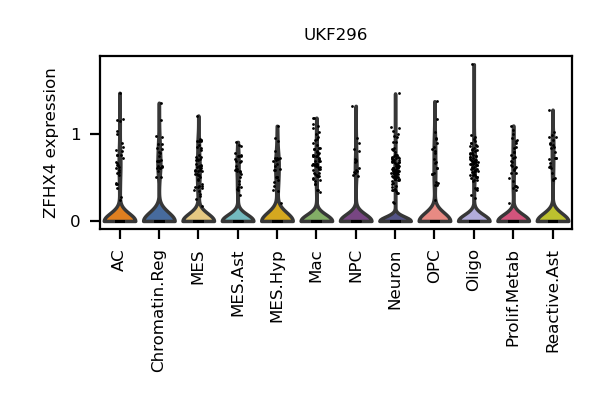 UKF296
ZFHX4 expression
1
0
AC
Chromatin.Reg
MES
MES.Ast
MES.Hyp
Mac
NPC
Neuron
OPC
Oligo
Prolif.Metab
Reactive.Ast